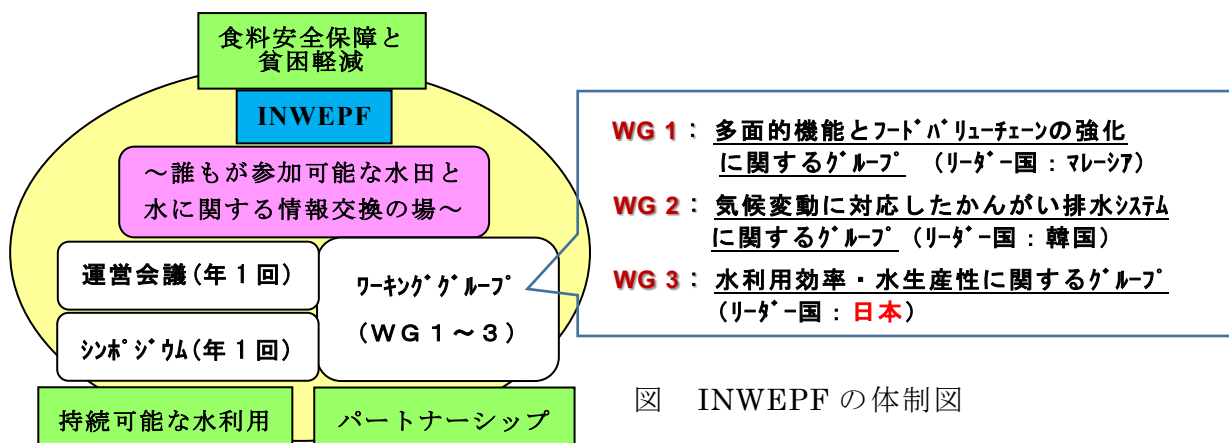 食料安全保障と
貧困軽減
INWEPF
～誰もが参加可能な水田と
水に関する情報交換の場～
運営会議(年１回)
ｼﾝﾎﾟｼﾞｳﾑ(年１回)
ﾜｰｷﾝｸﾞｸﾞﾙｰﾌﾟ
(ＷＧ１～３)
持続可能な水利用
パートナーシップ
WG 1：多面的機能とﾌｰﾄﾞﾊﾞﾘｭｰﾁｪｰﾝの強化
に関するｸﾞﾙｰﾌﾟ (ﾘｰﾀﾞｰ国：ﾏﾚｰｼｱ)
WG 2：気候変動に対応したかんがい排水ｼｽﾃﾑ
に関するｸﾞﾙｰﾌﾟ (ﾘｰﾀﾞｰ国：韓国)
WG 3：水利用効率・水生産性に関するｸﾞﾙｰﾌﾟ
(ﾘｰﾀﾞｰ国：日本)
図　INWEPF の体制図